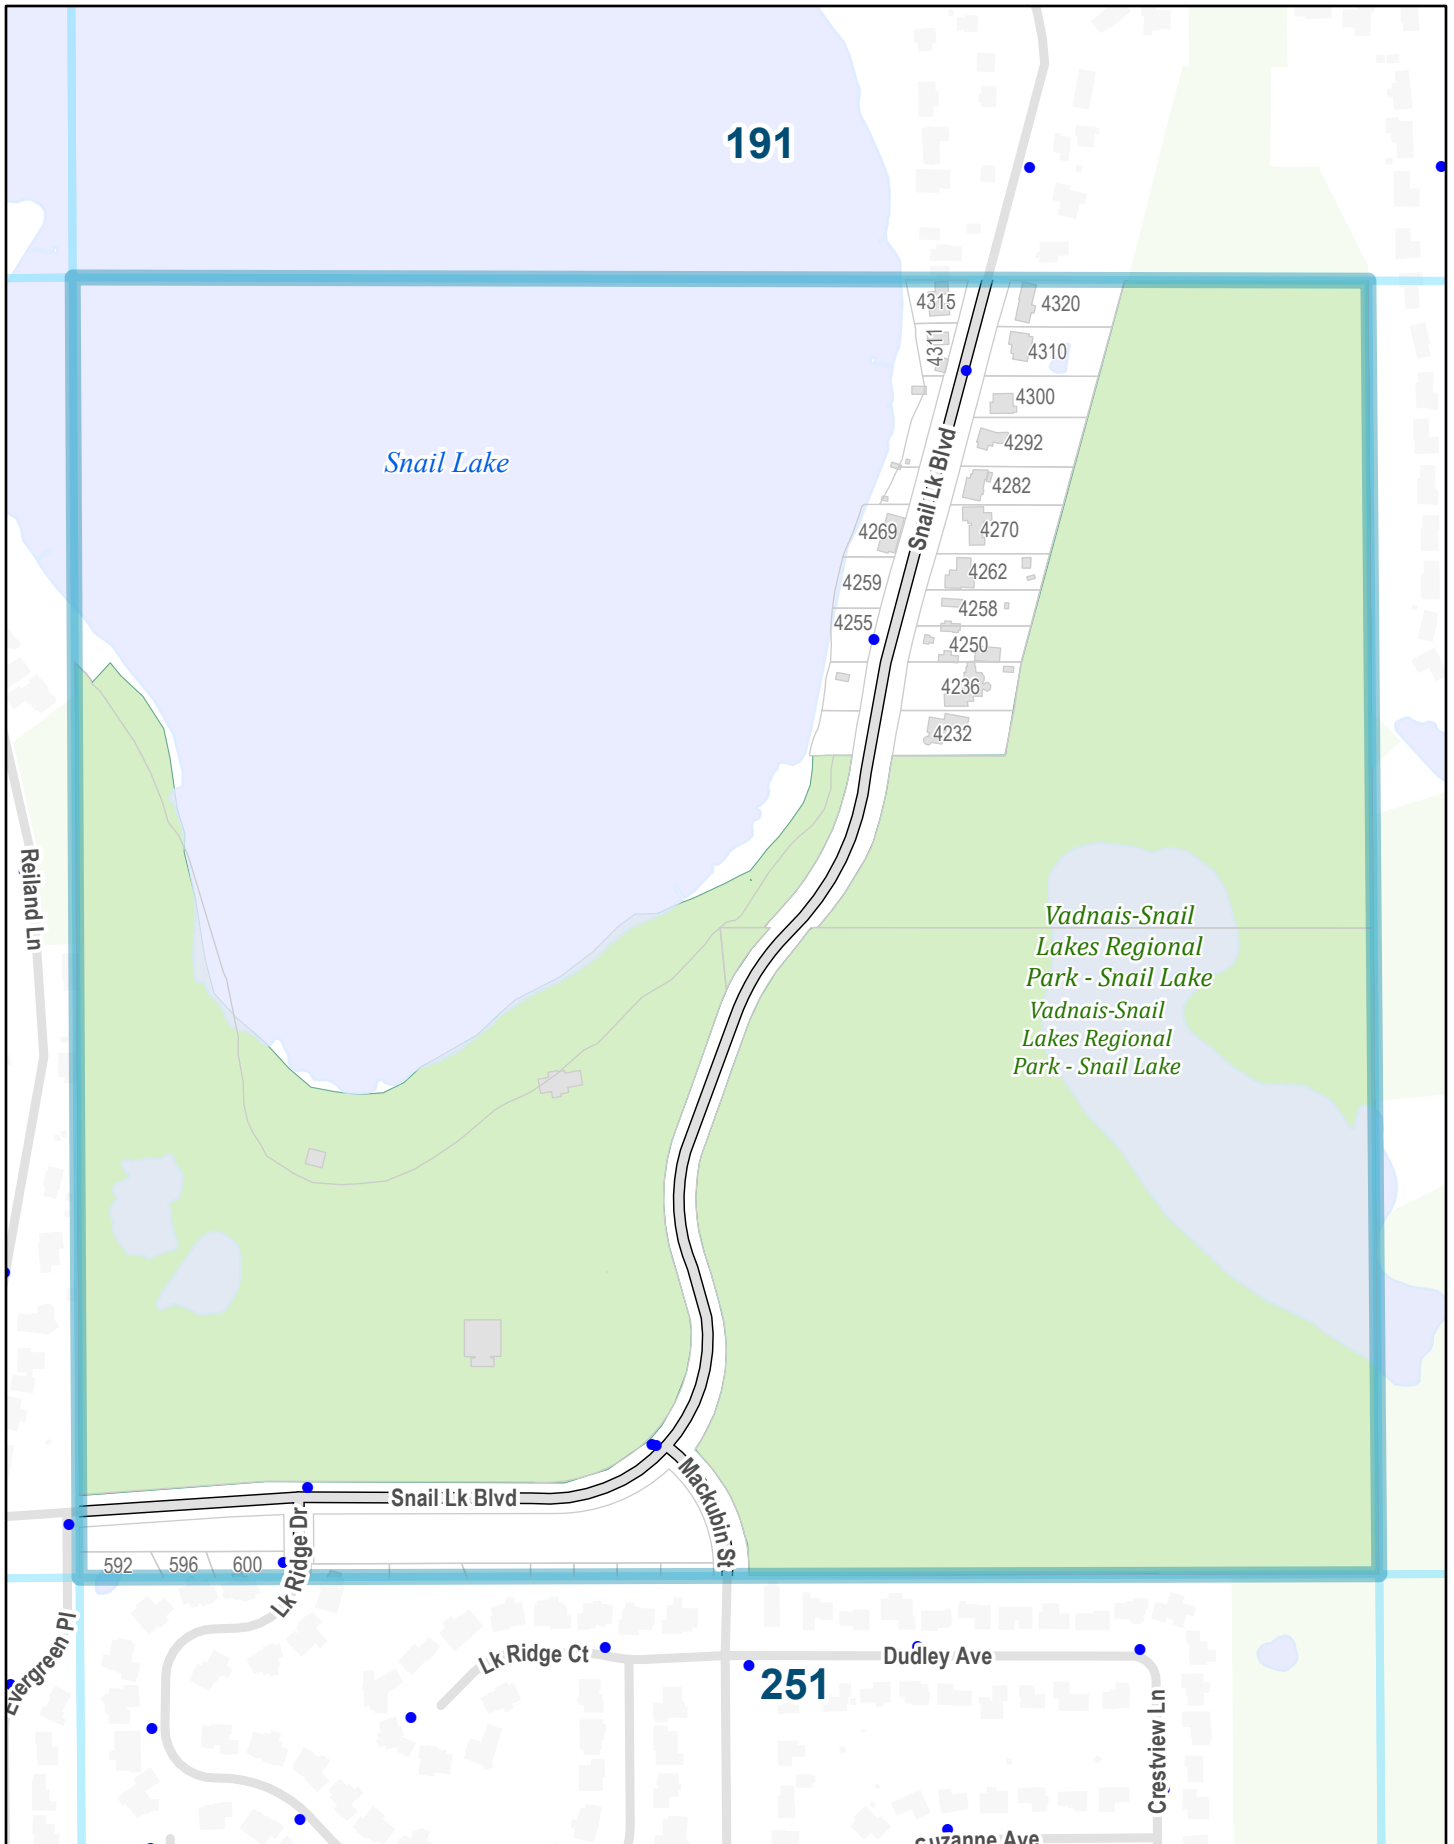 191
4315
4320
4311
4310
4300
Snail Lake
4292
Snail Lk Blvd
4282
4269
4270
4259
4262
4258
4255
4250
4236
4232
Reiland Ln
Vadnais-Snail
Lakes Regional
Park - Snail Lake
Vadnais-Snail
Lakes Regional
Park - Snail Lake
Snail Lk Blvd
Mackubin St
592
596
600
Lk Ridge Dr
Evergreen Pl
Lk Ridge Ct
Dudley Ave
251
Crestview Ln
Suzanne Ave